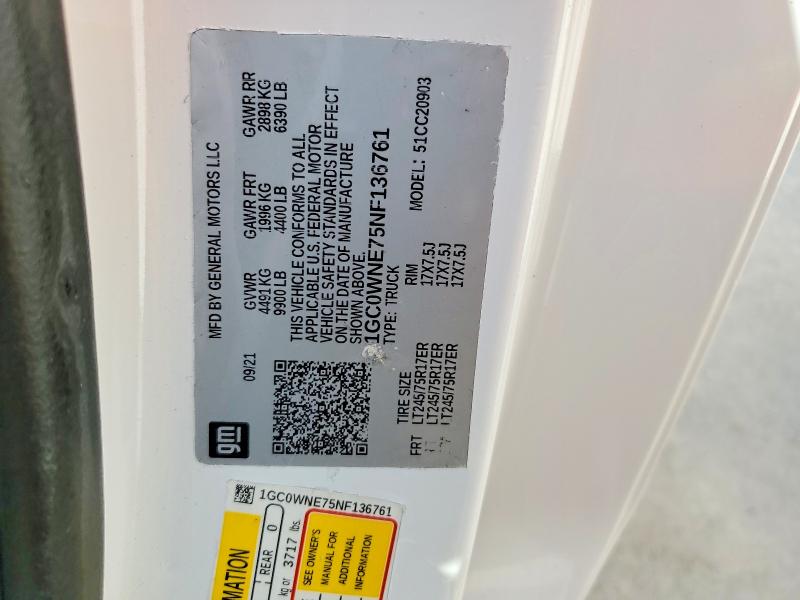 gm
MFD BY GENERAL MOTORS LLC
09/21
GVWR GAWR FRT GAWR RR
4491 KG 1996 KG 2898 KG
9900 LB 4400 LB 6390 LB
THIS VEHICLE CONFORMS TO ALL
APPLICABLE U.S. FEDERAL MOTOR
VEHICLE SAFETY STANDARDS IN EFFECT
ON THE DATE OF MANUFACTURE
SHOWN ABOVE.
1GC0WNE75NF136761
TYPE: TRUCK MODEL: 51CC20903
TIRE SIZE RIM
FRT LT245/75R17ER 17X7.5J
LT245/75R17ER 17X7.5J
LT245/75R17ER 17X7.5J
1GC0WNE75NF136761
REAR 0
kg or 3717 lbs.
SEE OWNER'S
MANUAL FOR
ADDITIONAL
INFORMATION